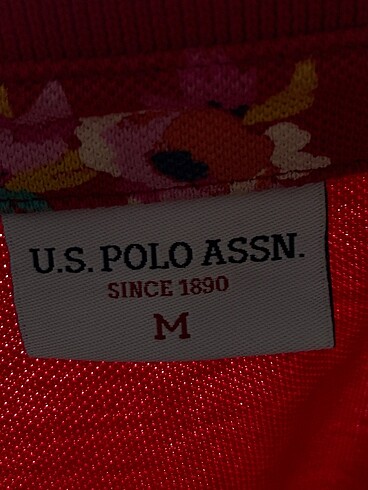 U.S. POLO ASSN.
SINCE 1890
M